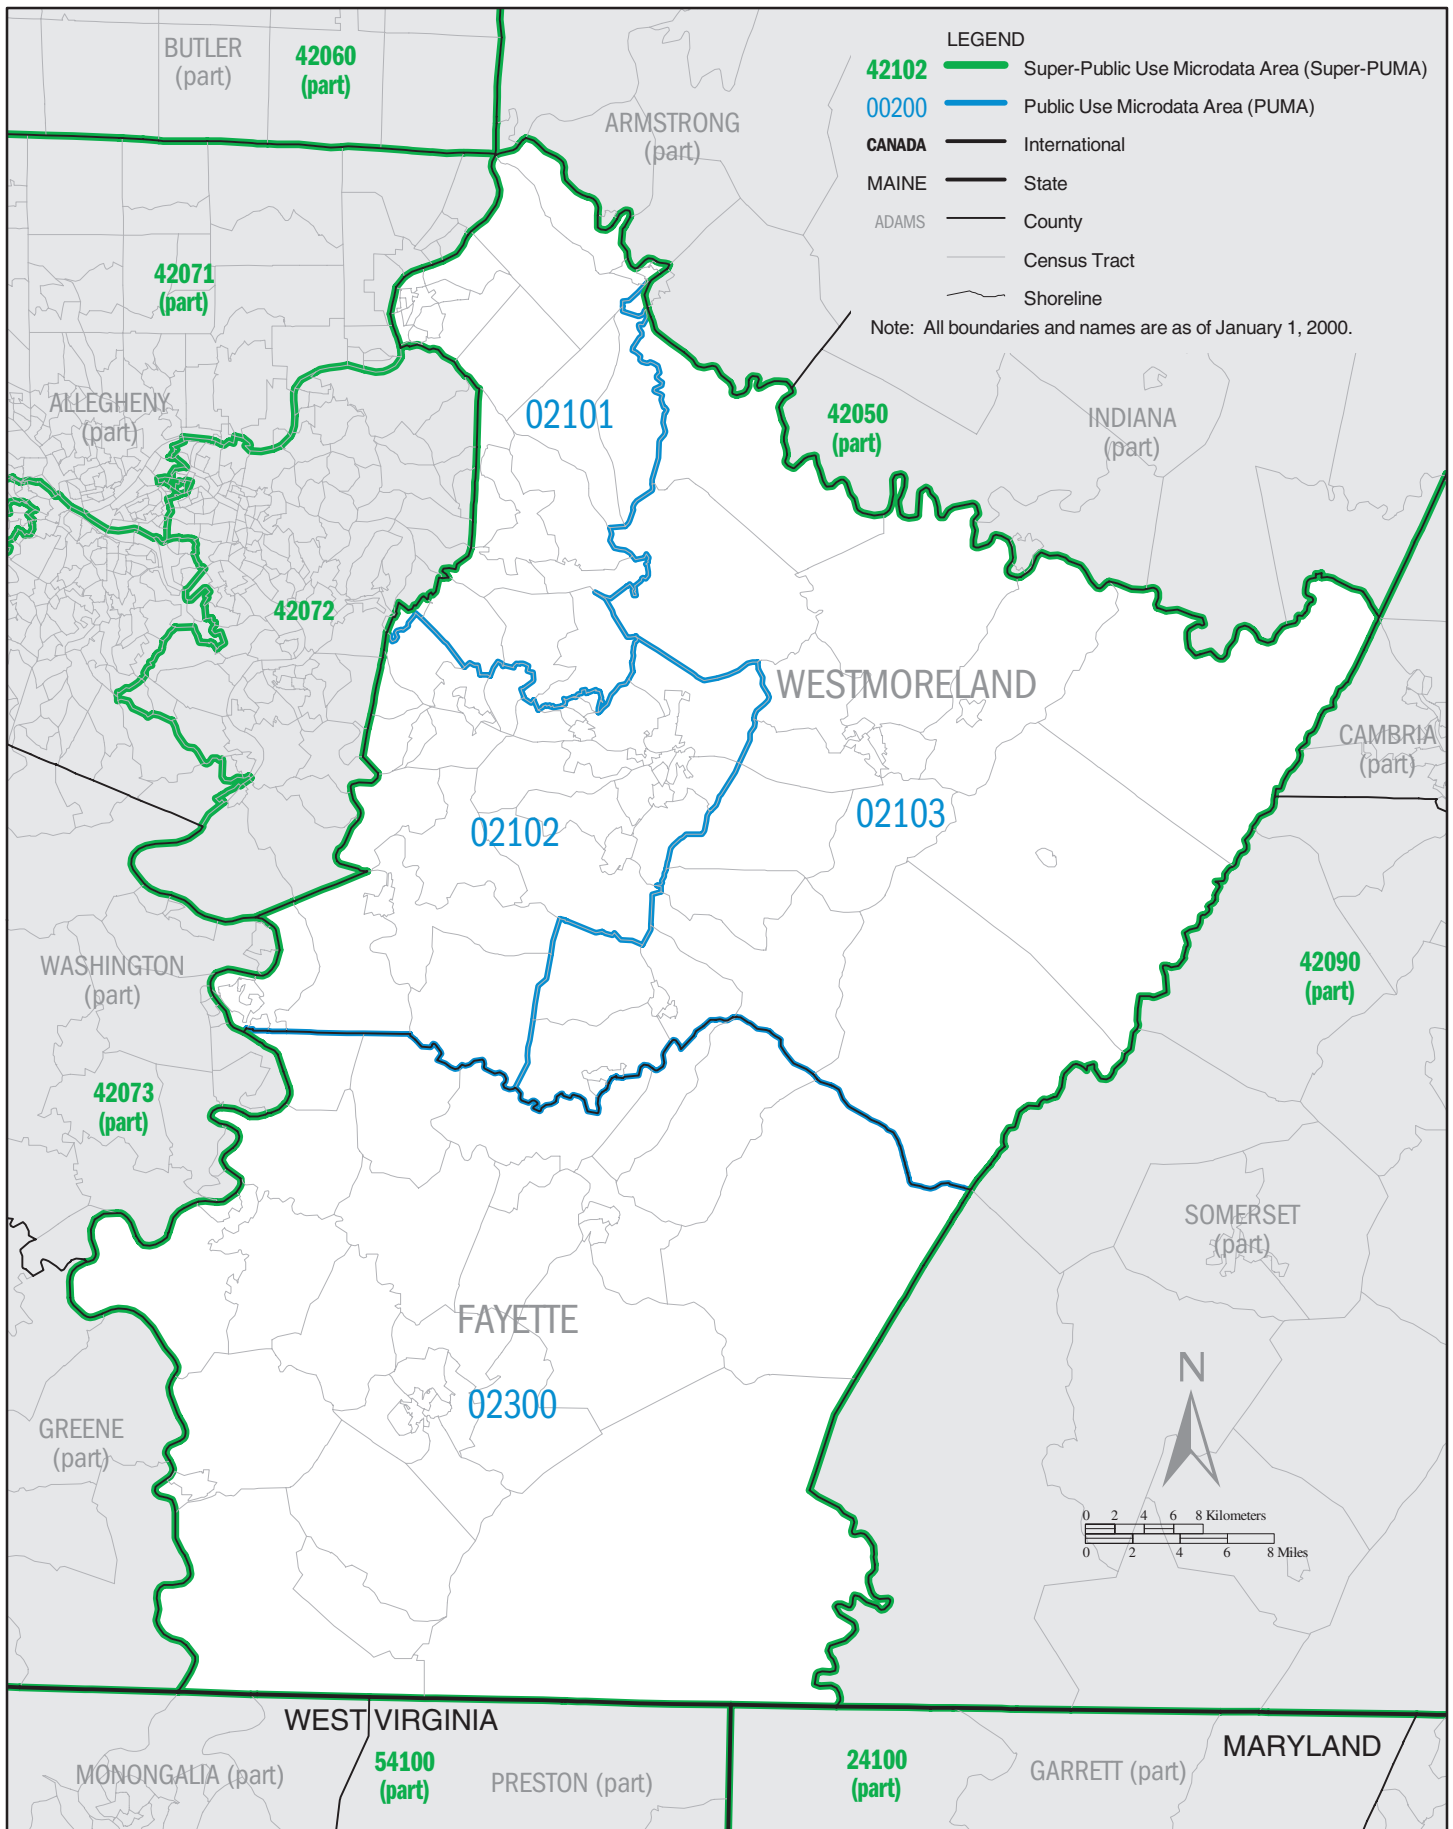 LEGEND
42102 Super-Public Use Microdata Area (Super-PUMA)
00200 Public Use Microdata Area (PUMA)
CANADA International
MAINE State
ADAMS County
Census Tract
Shoreline
Note: All boundaries and names are as of January 1, 2000.
BUTLER
(part)
42060
(part)
ARMSTRONG
(part)
42071
(part)
ALLEGHENY
(part)
02101
42050
(part)
INDIANA
(part)
42072
WESTMORELAND
CAMBRIA
(part)
02102
02103
WASHINGTON
(part)
42090
(part)
42073
(part)
SOMERSET
(part)
FAYETTE
02300
GREENE
(part)
N
0 2 4 6 8 Kilometers
0 2 4 6 8 Miles
WEST VIRGINIA
MARYLAND
MONONGALIA (part)
54100
(part)
PRESTON (part)
24100
(part)
GARRETT (part)